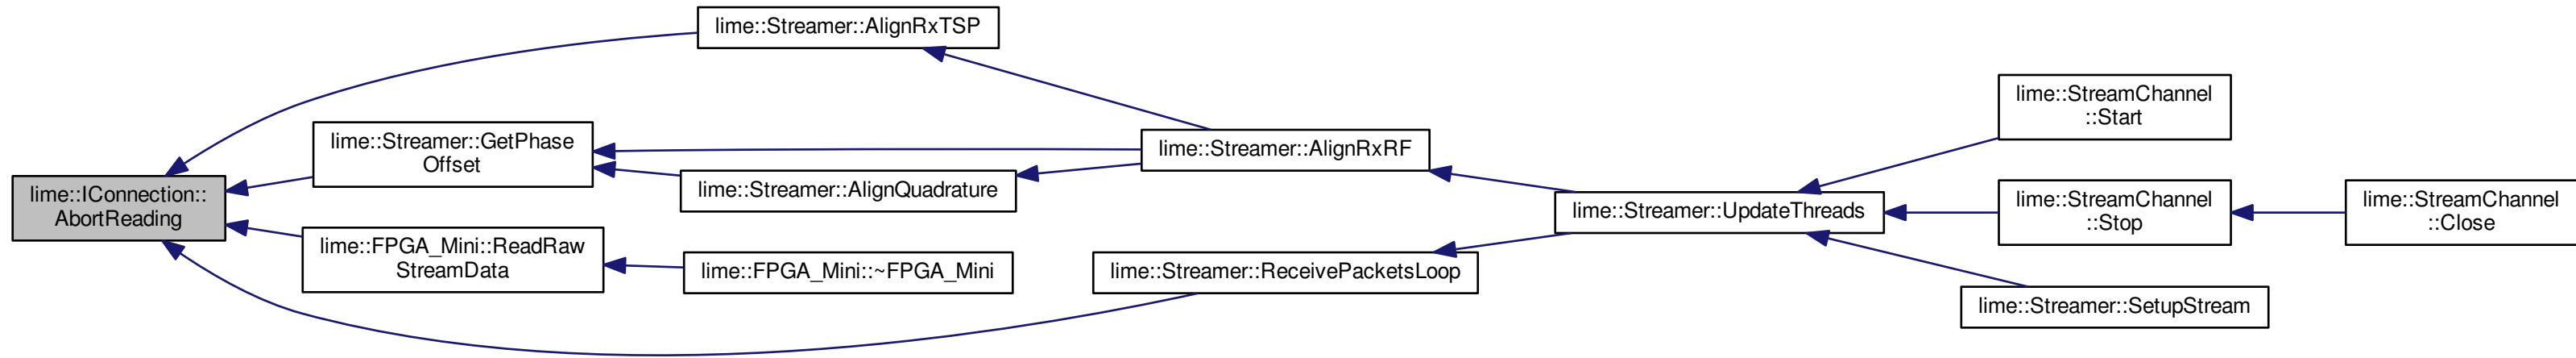 lime::Streamer::AlignRxTSP
lime::StreamChannel
::Start
lime::Streamer::GetPhase
Offset
lime::Streamer::AlignRxRF
lime::Streamer::AlignQuadrature
lime::IConnection::
AbortReading
lime::Streamer::UpdateThreads
lime::StreamChannel
::Stop
lime::StreamChannel
::Close
lime::FPGA_Mini::ReadRaw
StreamData
lime::FPGA_Mini::~FPGA_Mini
lime::Streamer::ReceivePacketsLoop
lime::Streamer::SetupStream